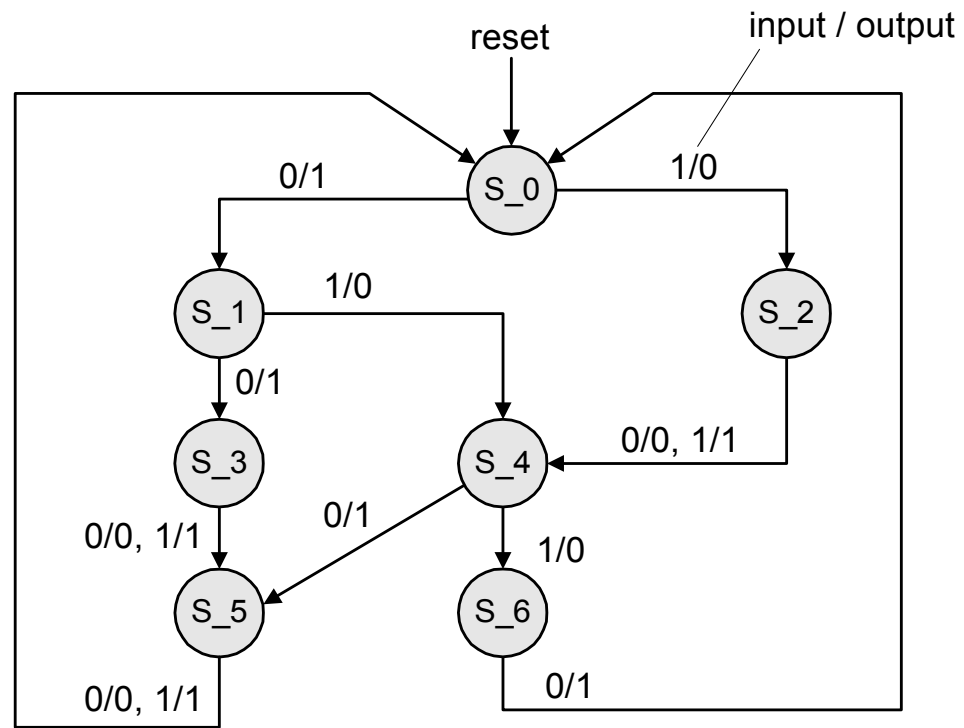 input / output
reset
0/1
S_0
1/0
S_1
1/0
S_2
0/1
S_3
S_4
0/0, 1/1
0/0, 1/1
0/1
1/0
S_5
S_6
0/0, 1/1
0/1